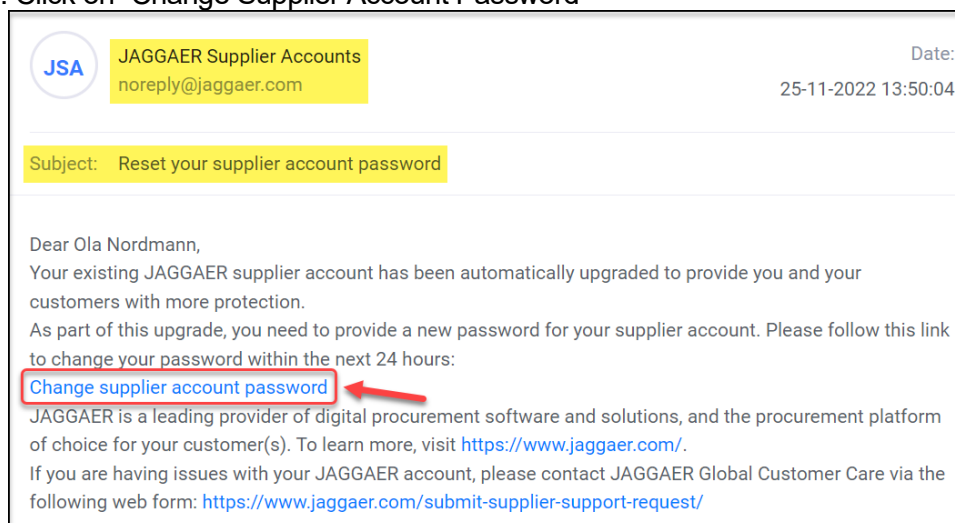 . Click on "Change Supplier Account Password"
JSA
JAGGAER Supplier Accounts
noreply@jaggaer.com
Date:
25-11-2022 13:50:04
Subject: Reset your supplier account password
Dear Ola Nordmann,
Your existing JAGGAER supplier account has been automatically upgraded to provide you and your
customers with more protection.
As part of this upgrade, you need to provide a new password for your supplier account. Please follow this link
to change your password within the next 24 hours:
Change supplier account password
JAGGAER is a leading provider of digital procurement software and solutions, and the procurement platform
of choice for your customer(s). To learn more, visit https://www.jaggaer.com/.
If you are having issues with your JAGGAER account, please contact JAGGAER Global Customer Care via the
following web form: https://www.jaggaer.com/submit-supplier-support-request/